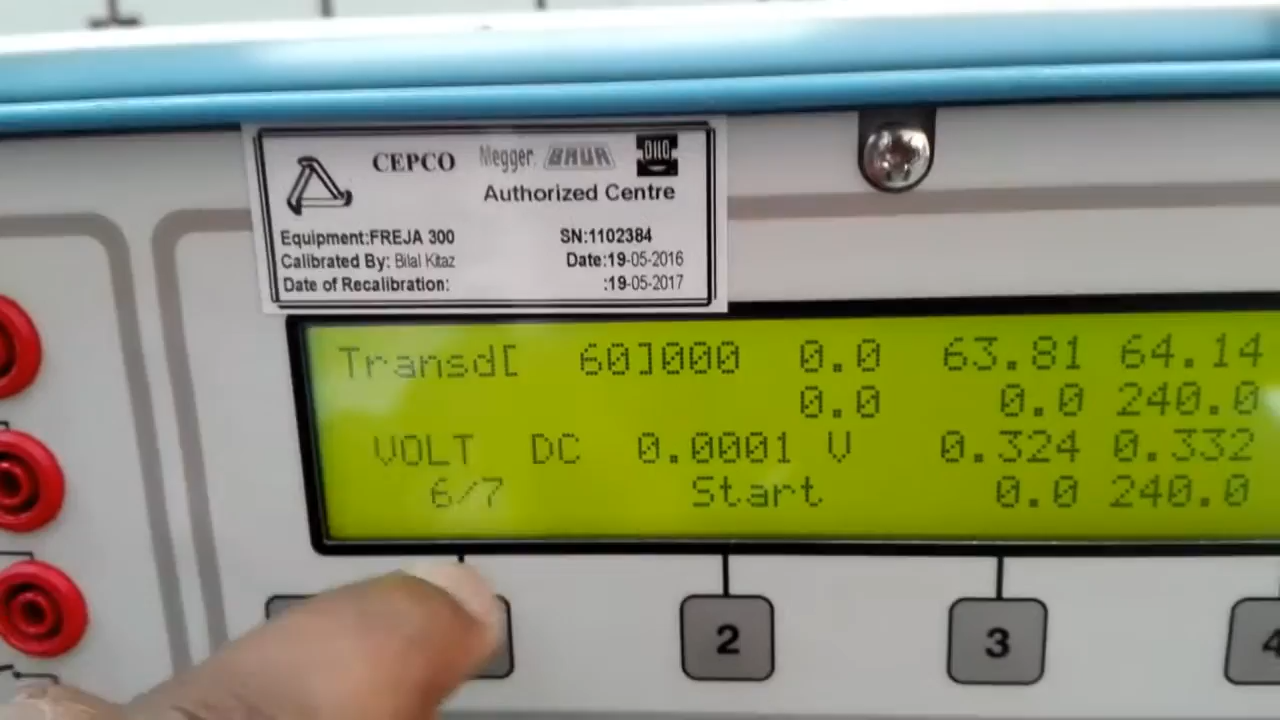 CEPCO Megger. BAUR
Authorized Centre
Equipment:FREJA 300 SN:1102384
Calibrated By: Bilal Kitaz Date:19-05-2016
Date of Recalibration: :19-05-2017
Transd[ 60]000 0.0 63.81 64.14
0.0 0.0 240.0
VOLT DC 0.0001 V 0.324 0.332
6/7 Start 0.0 240.0
2 3 4